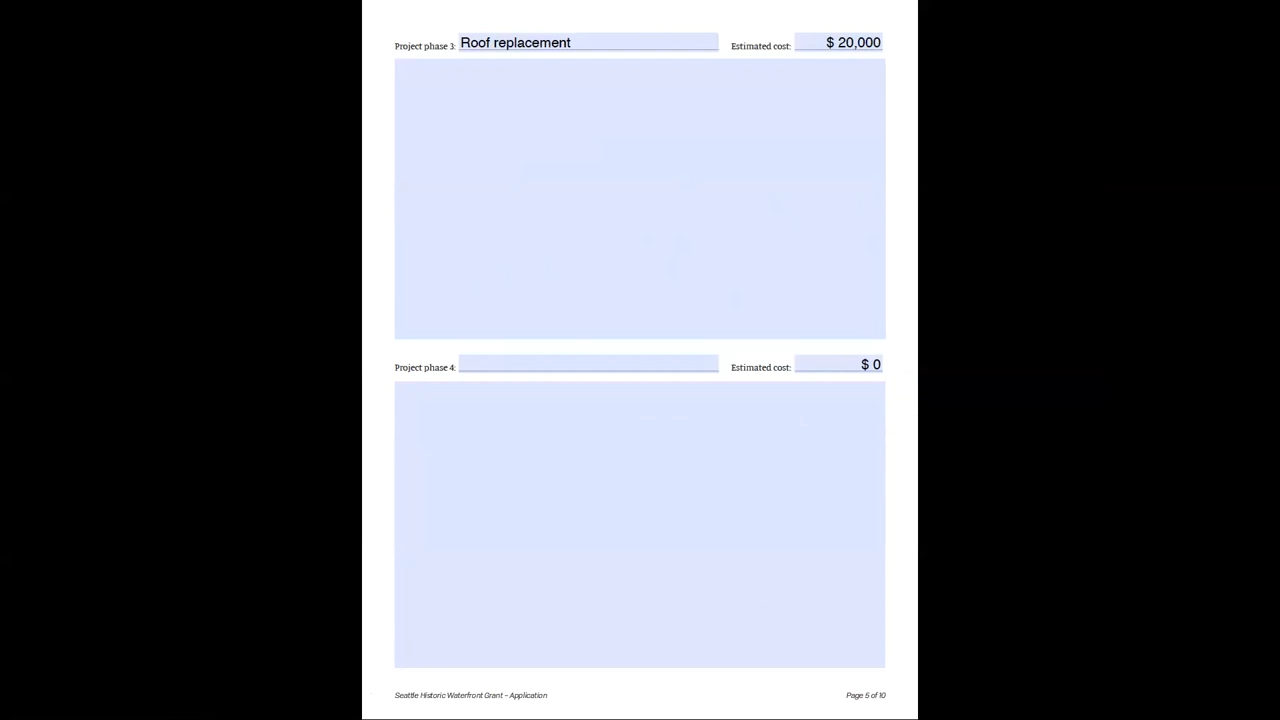 Project phase 3: Roof replacement Estimated cost: $ 20,000
Project phase 4: Estimated cost: $ 0
Seattle Historic Waterfront Grant – Application Page 5 of 10